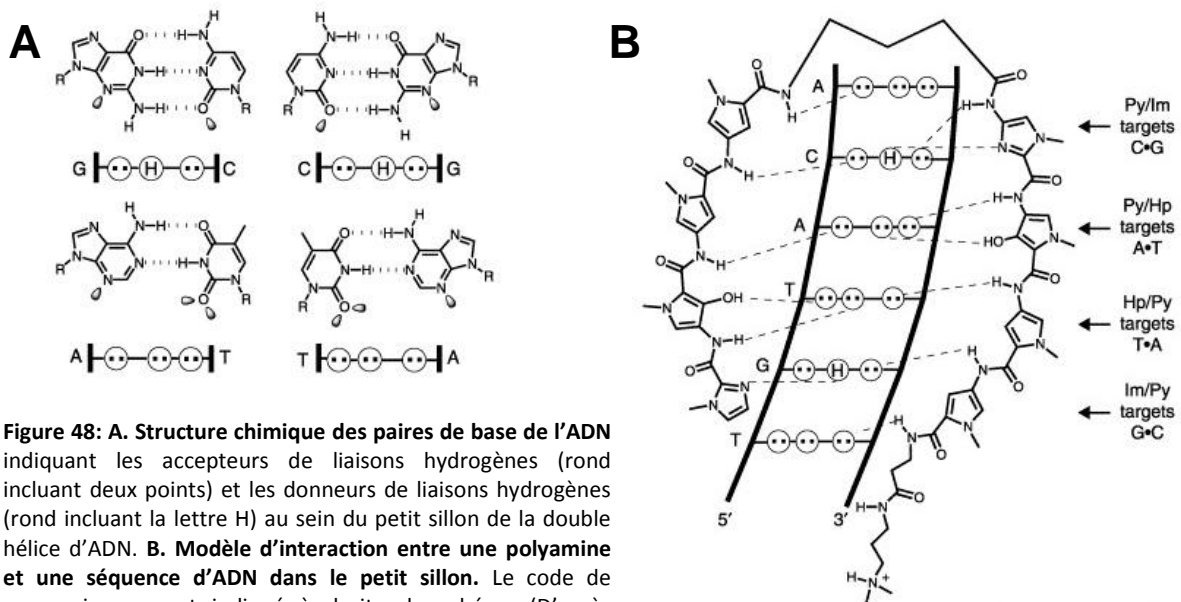 A
H
N-H
O
N
N
N-H
N
R
N
N
N-H
O
R
H
H
N-H
O
N
N
N
H-N
N
R
O
H-N
N
R
H
G H C
C H G
H
N-H
O
N
N
N
H-N
R
N
O
R
O
H-N
N
N-H
N
N
R
O
N
R
A T
T A
B
A
C H
A
T
G H
T
5'
3'
O
N
N
H
O
N
N-H
O
N
N-H
N
OH
O
N-H
N
N
O
H-N
N
N
O
H-N
HO
N
O
H-N
N
O
H-N
N
O
H-N
O
H-N
H-N+
Py/Im
targets
C•G
Py/Hp
targets
A•T
Hp/Py
targets
T•A
Im/Py
targets
G•C
Figure 48: A. Structure chimique des paires de base de l'ADN
indiquant les accepteurs de liaisons hydrogènes (rond
incluant deux points) et les donneurs de liaisons hydrogènes
(rond incluant la lettre H) au sein du petit sillon de la double
hélice d'ADN. B. Modèle d'interaction entre une polyamine
et une séquence d'ADN dans le petit sillon. Le code de